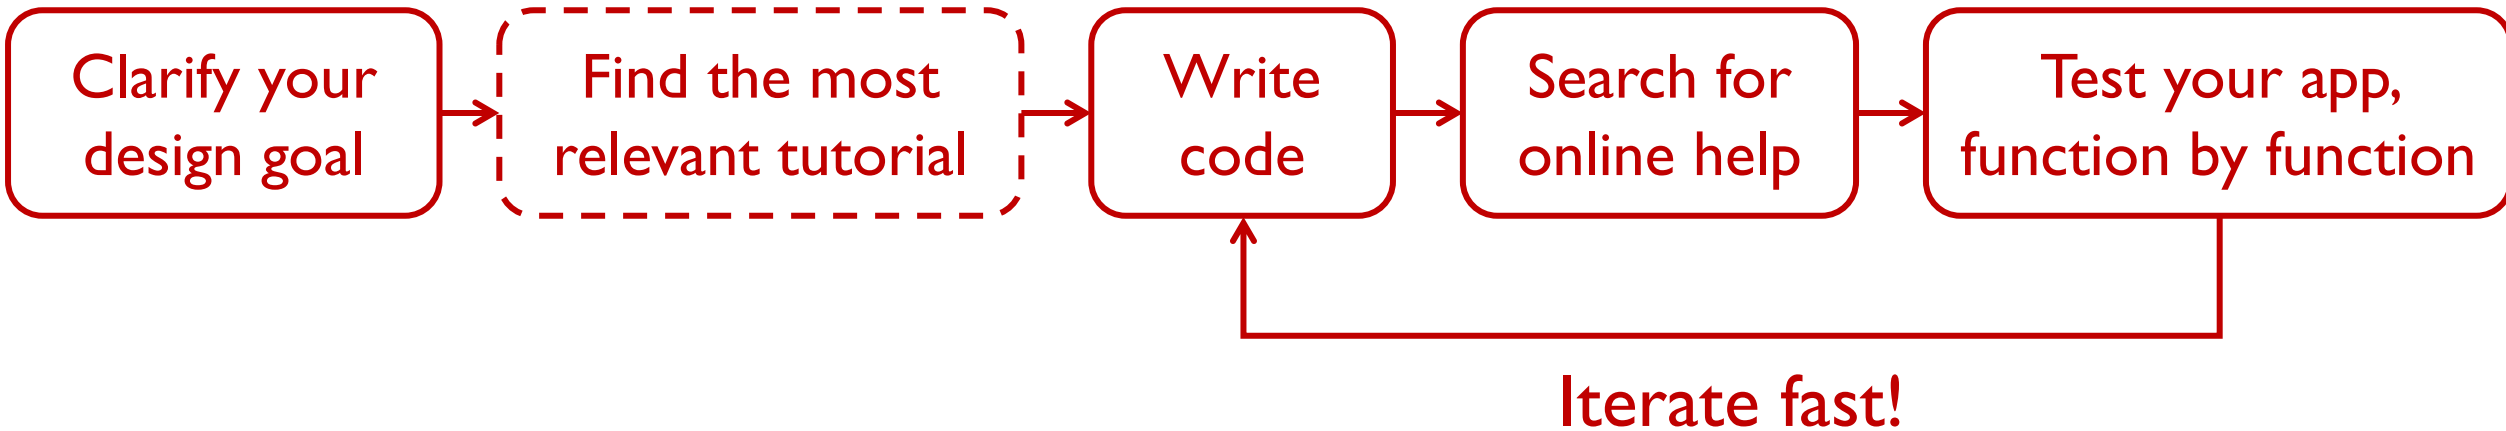 Clarify your
design goal
Find the most
relevant tutorial
Write
code
Search for
online help
Test your app,
function by function
Iterate fast!